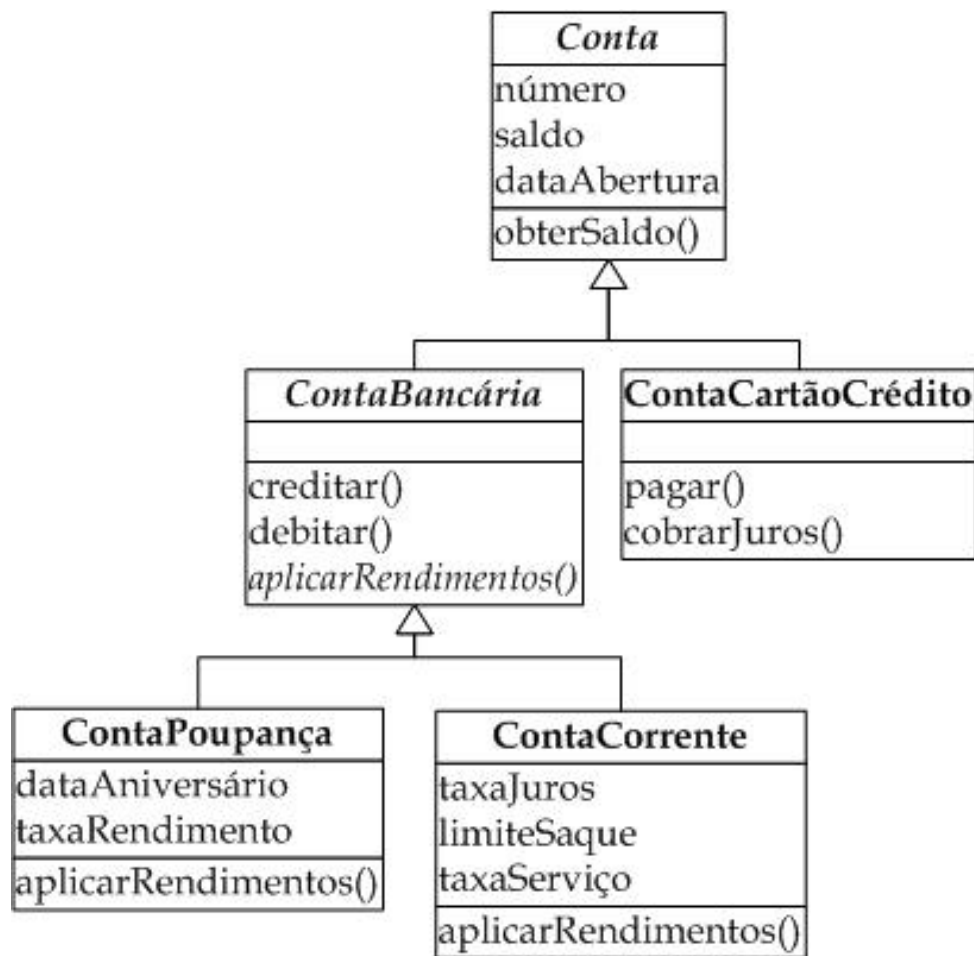 Conta
número
saldo
dataAbertura
obterSaldo()
ContaBancária
creditar()
debitar()
aplicarRendimentos()
ContaCartãoCrédito
pagar()
cobrarJuros()
ContaPoupança
dataAniversário
taxaRendimento
aplicarRendimentos()
ContaCorrente
taxaJuros
limiteSaque
taxaServiço
aplicarRendimentos()